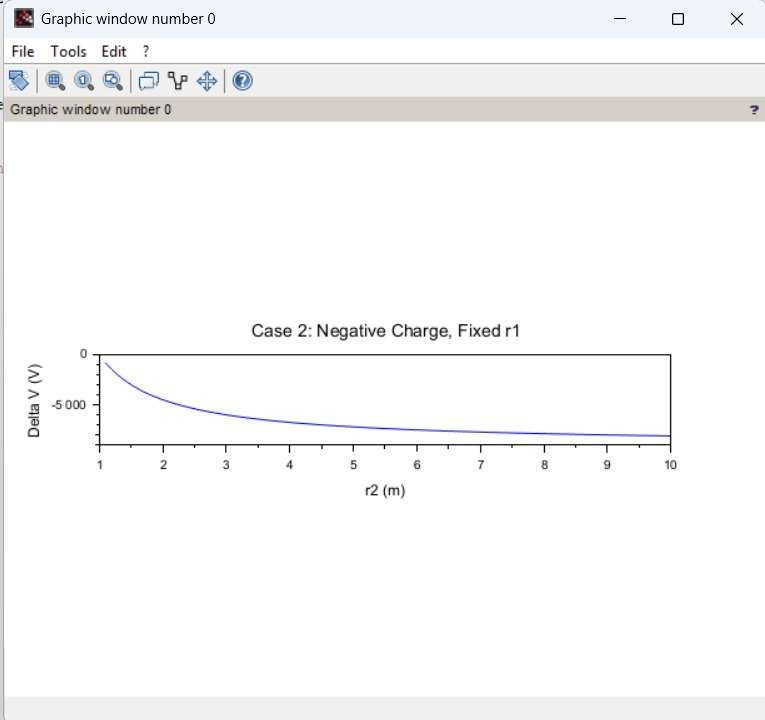 Graphic window number 0
File Tools Edit ?
Graphic window number 0 ?
Case 2: Negative Charge, Fixed r1
0
-5 000
Delta V (V)
1 2 3 4 5 6 7 8 9 10
r2 (m)